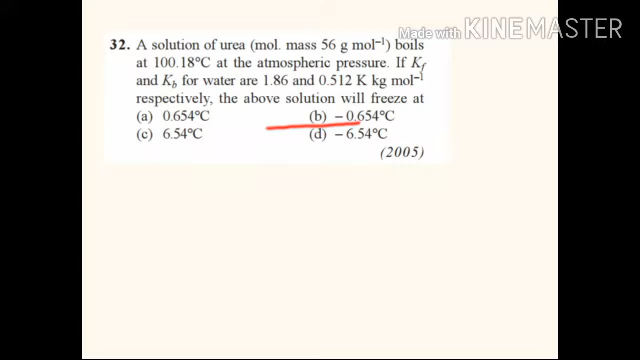 Made with KINEMASTER
32. A solution of urea (mol. mass 56 g mol⁻¹) boils
at 100.18°C at the atmospheric pressure. If Kf
and Kb for water are 1.86 and 0.512 K kg mol⁻¹
respectively, the above solution will freeze at
(a) 0.654°C (b) – 0.654°C
(c) 6.54°C (d) – 6.54°C
(2005)